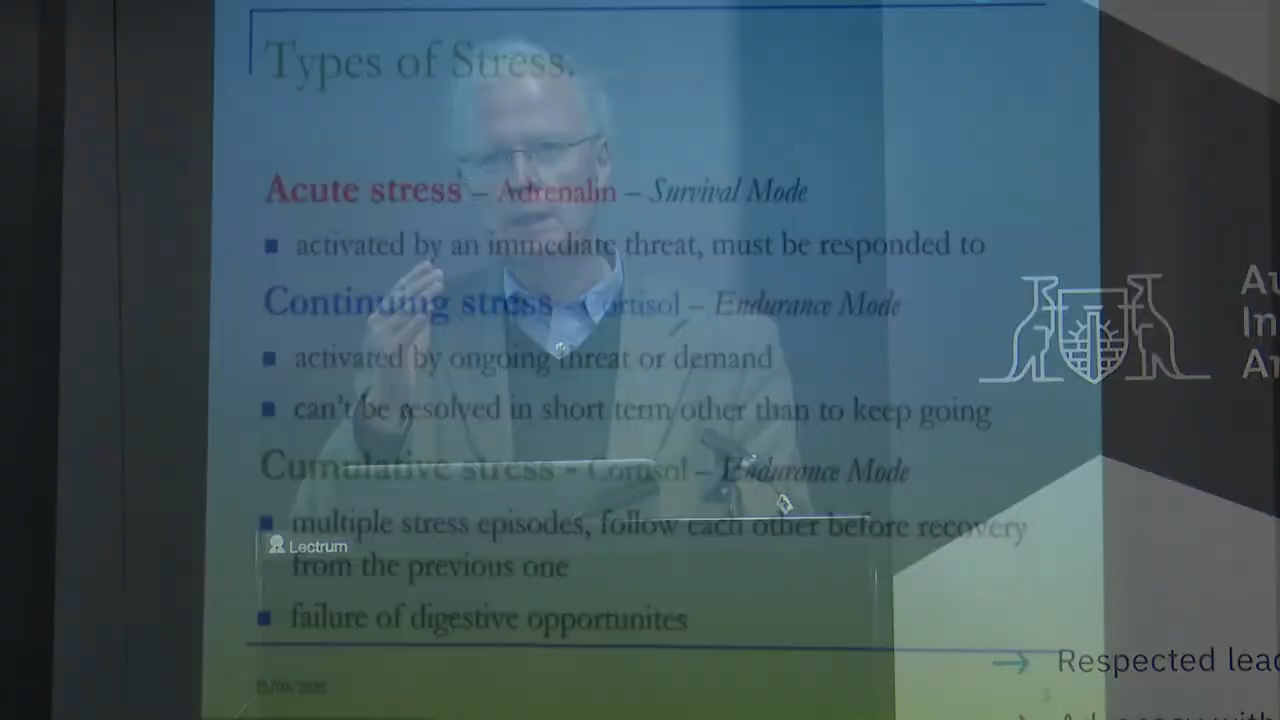 Types of Stress.
Acute stress – Adrenalin – Survival Mode
activated by an immediate threat, must be responded to
Continuing stress - Cortisol – Endurance Mode
activated by ongoing threat or demand
can't be resolved in short term/other than to keep going
Cumulative stress - Cortisol – Endurance Mode
multiple stress episodes, follow each other before recovery
from the previous one
failure of digestive opportunites
Lectrum
→ Respected